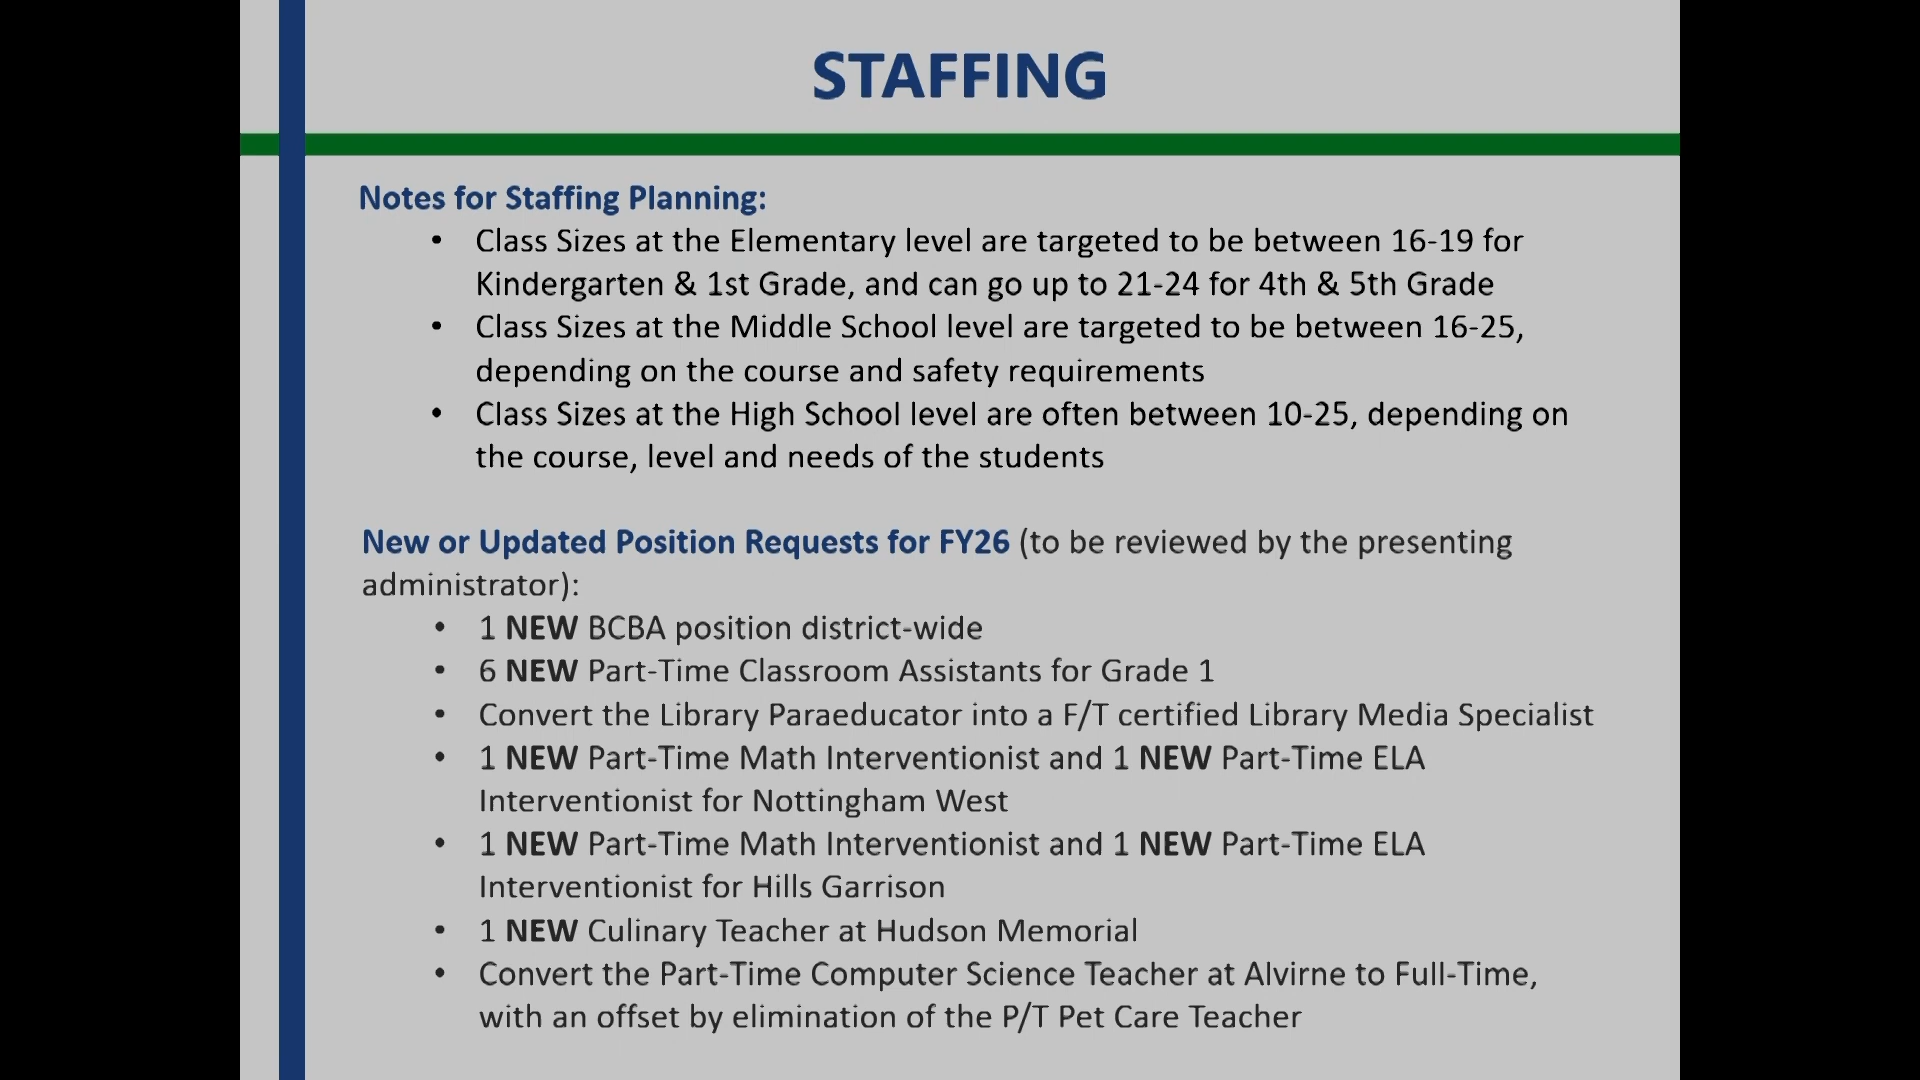 STAFFING
Notes for Staffing Planning:
• Class Sizes at the Elementary level are targeted to be between 16-19 for
Kindergarten & 1st Grade, and can go up to 21-24 for 4th & 5th Grade
• Class Sizes at the Middle School level are targeted to be between 16-25,
depending on the course and safety requirements
• Class Sizes at the High School level are often between 10-25, depending on
the course, level and needs of the students
New or Updated Position Requests for FY26 (to be reviewed by the presenting
administrator):
• 1 NEW BCBA position district-wide
• 6 NEW Part-Time Classroom Assistants for Grade 1
• Convert the Library Paraeducator into a F/T certified Library Media Specialist
• 1 NEW Part-Time Math Interventionist and 1 NEW Part-Time ELA
Interventionist for Nottingham West
• 1 NEW Part-Time Math Interventionist and 1 NEW Part-Time ELA
Interventionist for Hills Garrison
• 1 NEW Culinary Teacher at Hudson Memorial
• Convert the Part-Time Computer Science Teacher at Alvirne to Full-Time,
with an offset by elimination of the P/T Pet Care Teacher